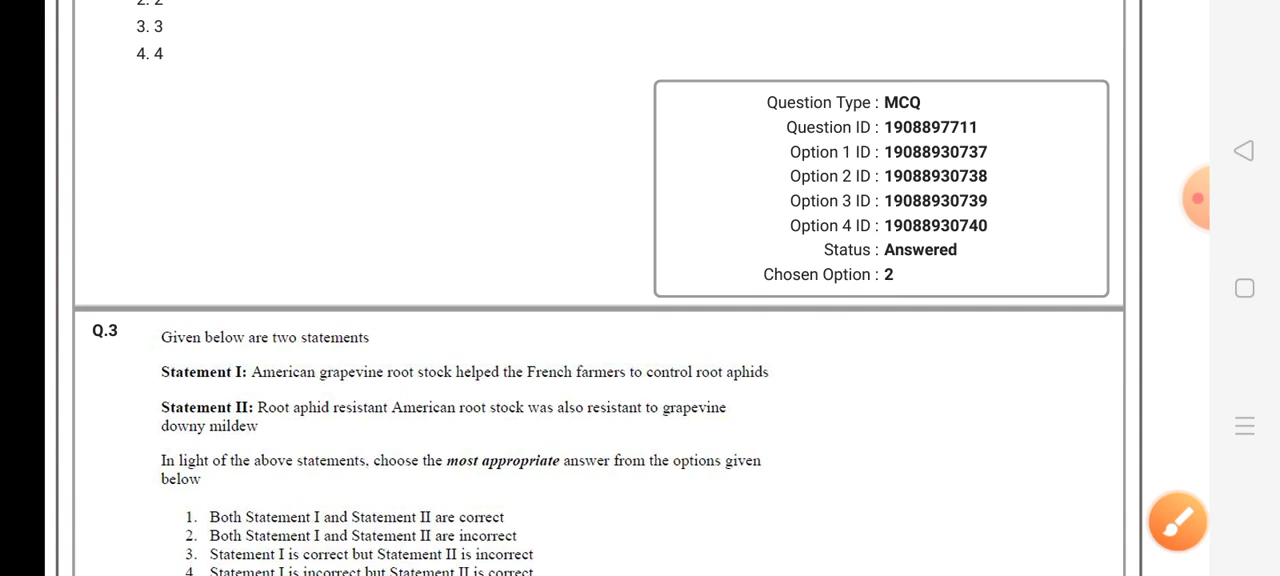 2. 2
3. 3
4. 4
Question Type : MCQ
Question ID : 1908897711
Option 1 ID : 19088930737
Option 2 ID : 19088930738
Option 3 ID : 19088930739
Option 4 ID : 19088930740
Status : Answered
Chosen Option : 2
Q.3 Given below are two statements
Statement I: American grapevine root stock helped the French farmers to control root aphids
Statement II: Root aphid resistant American root stock was also resistant to grapevine
downy mildew
In light of the above statements, choose the most appropriate answer from the options given
below
1. Both Statement I and Statement II are correct
2. Both Statement I and Statement II are incorrect
3. Statement I is correct but Statement II is incorrect
4. Statement I is incorrect but Statement II is correct